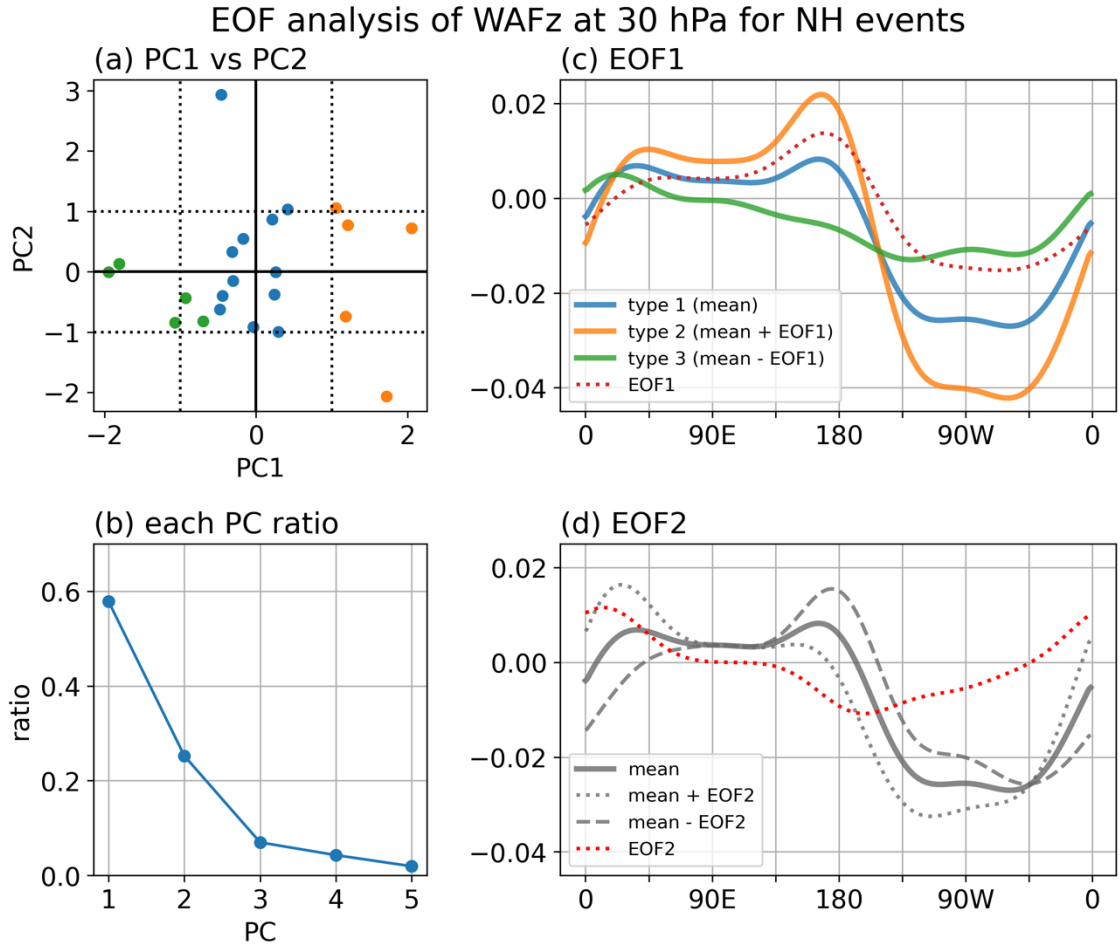 EOF analysis of WAFz at 30 hPa for NH events
(a) PC1 vs PC2
3
2
1
0
−1
−2
PC2
−2
0
2
PC1
(c) EOF1
0.02
0.00
−0.02
−0.04
type 1 (mean)
type 2 (mean + EOF1)
type 3 (mean - EOF1)
EOF1
0
90E
180
90W
0
(b) each PC ratio
0.6
0.4
0.2
0.0
ratio
1
2
3
4
5
PC
(d) EOF2
0.02
0.00
−0.02
−0.04
mean
mean + EOF2
mean - EOF2
EOF2
0
90E
180
90W
0